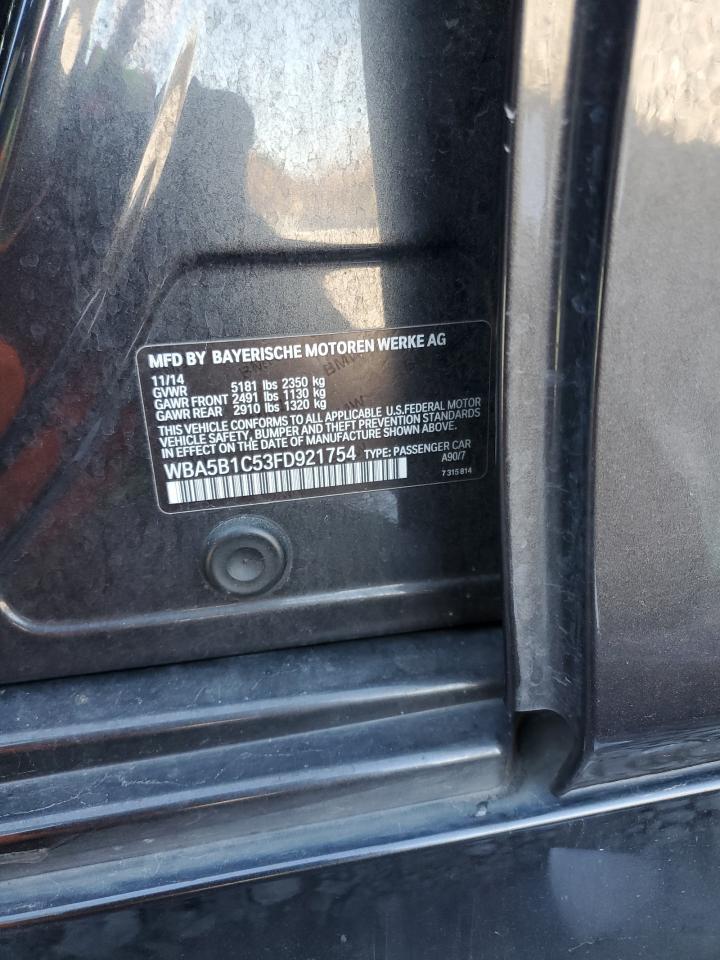 MFD BY BAYERISCHE MOTOREN WERKE AG
11/14
GVWR 5181 lbs 2350 kg
GAWR FRONT 2491 lbs 1130 kg
GAWR REAR 2910 lbs 1320 kg
THIS VEHICLE CONFORMS TO ALL APPLICABLE U.S.FEDERAL MOTOR
VEHICLE SAFETY, BUMPER AND THEFT PREVENTION STANDARDS
IN EFFECT ON THE DATE OF MANUFACTURE SHOWN ABOVE.
WBA5B1C53FD921754 TYPE: PASSENGER CAR
A90/7
7 315 814